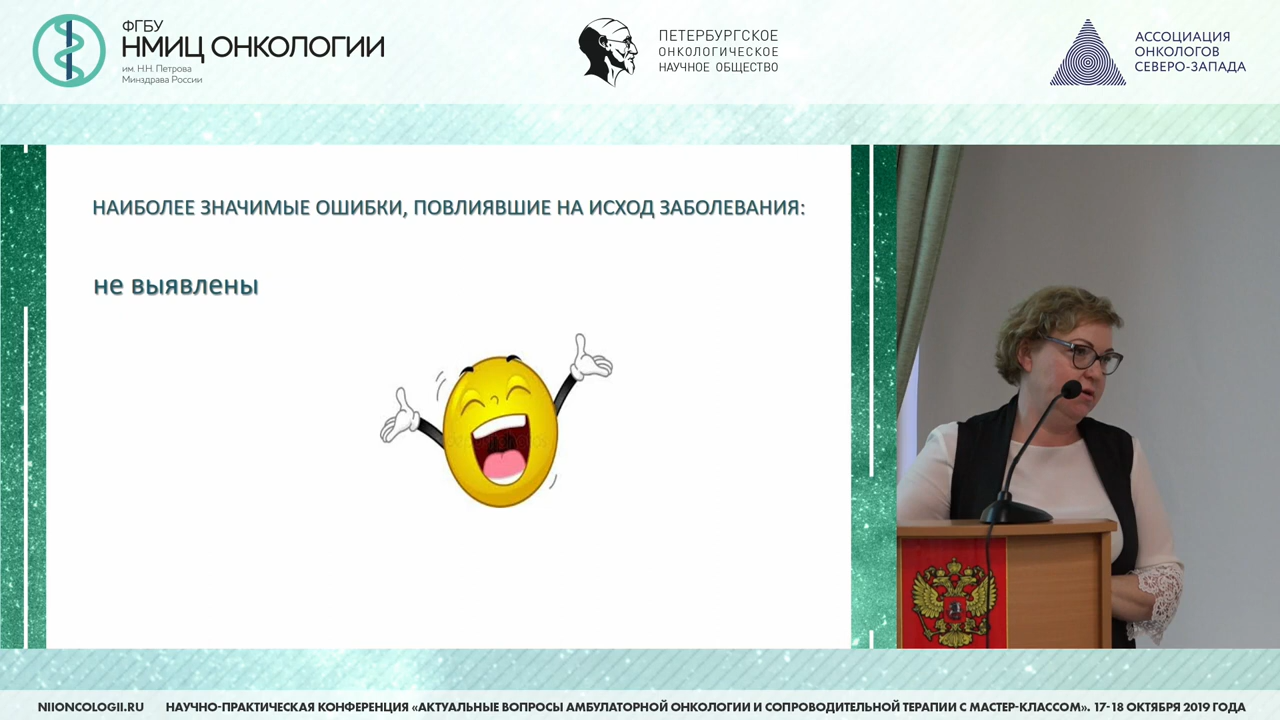 ФГБУ
НМИЦ ОНКОЛОГИИ
им. Н.Н. Петрова
Минздрава России
ПЕТЕРБУРГСКОЕ
ОНКОЛОГИЧЕСКОЕ
НАУЧНОЕ ОБЩЕСТВО
АССОЦИАЦИЯ
ОНКОЛОГОВ
СЕВЕРО-ЗАПАДА
НАИБОЛЕЕ ЗНАЧИМЫЕ ОШИБКИ, ПОВЛИЯВШИЕ НА ИСХОД ЗАБОЛЕВАНИЯ:
не выявлены
NIIONCOLOGII.RU НАУЧНО-ПРАКТИЧЕСКАЯ КОНФЕРЕНЦИЯ «АКТУАЛЬНЫЕ ВОПРОСЫ АМБУЛАТОРНОЙ ОНКОЛОГИИ И СОПРОВОДИТЕЛЬНОЙ ТЕРАПИИ С МАСТЕР-КЛАССОМ». 17-18 ОКТЯБРЯ 2019 ГОДА